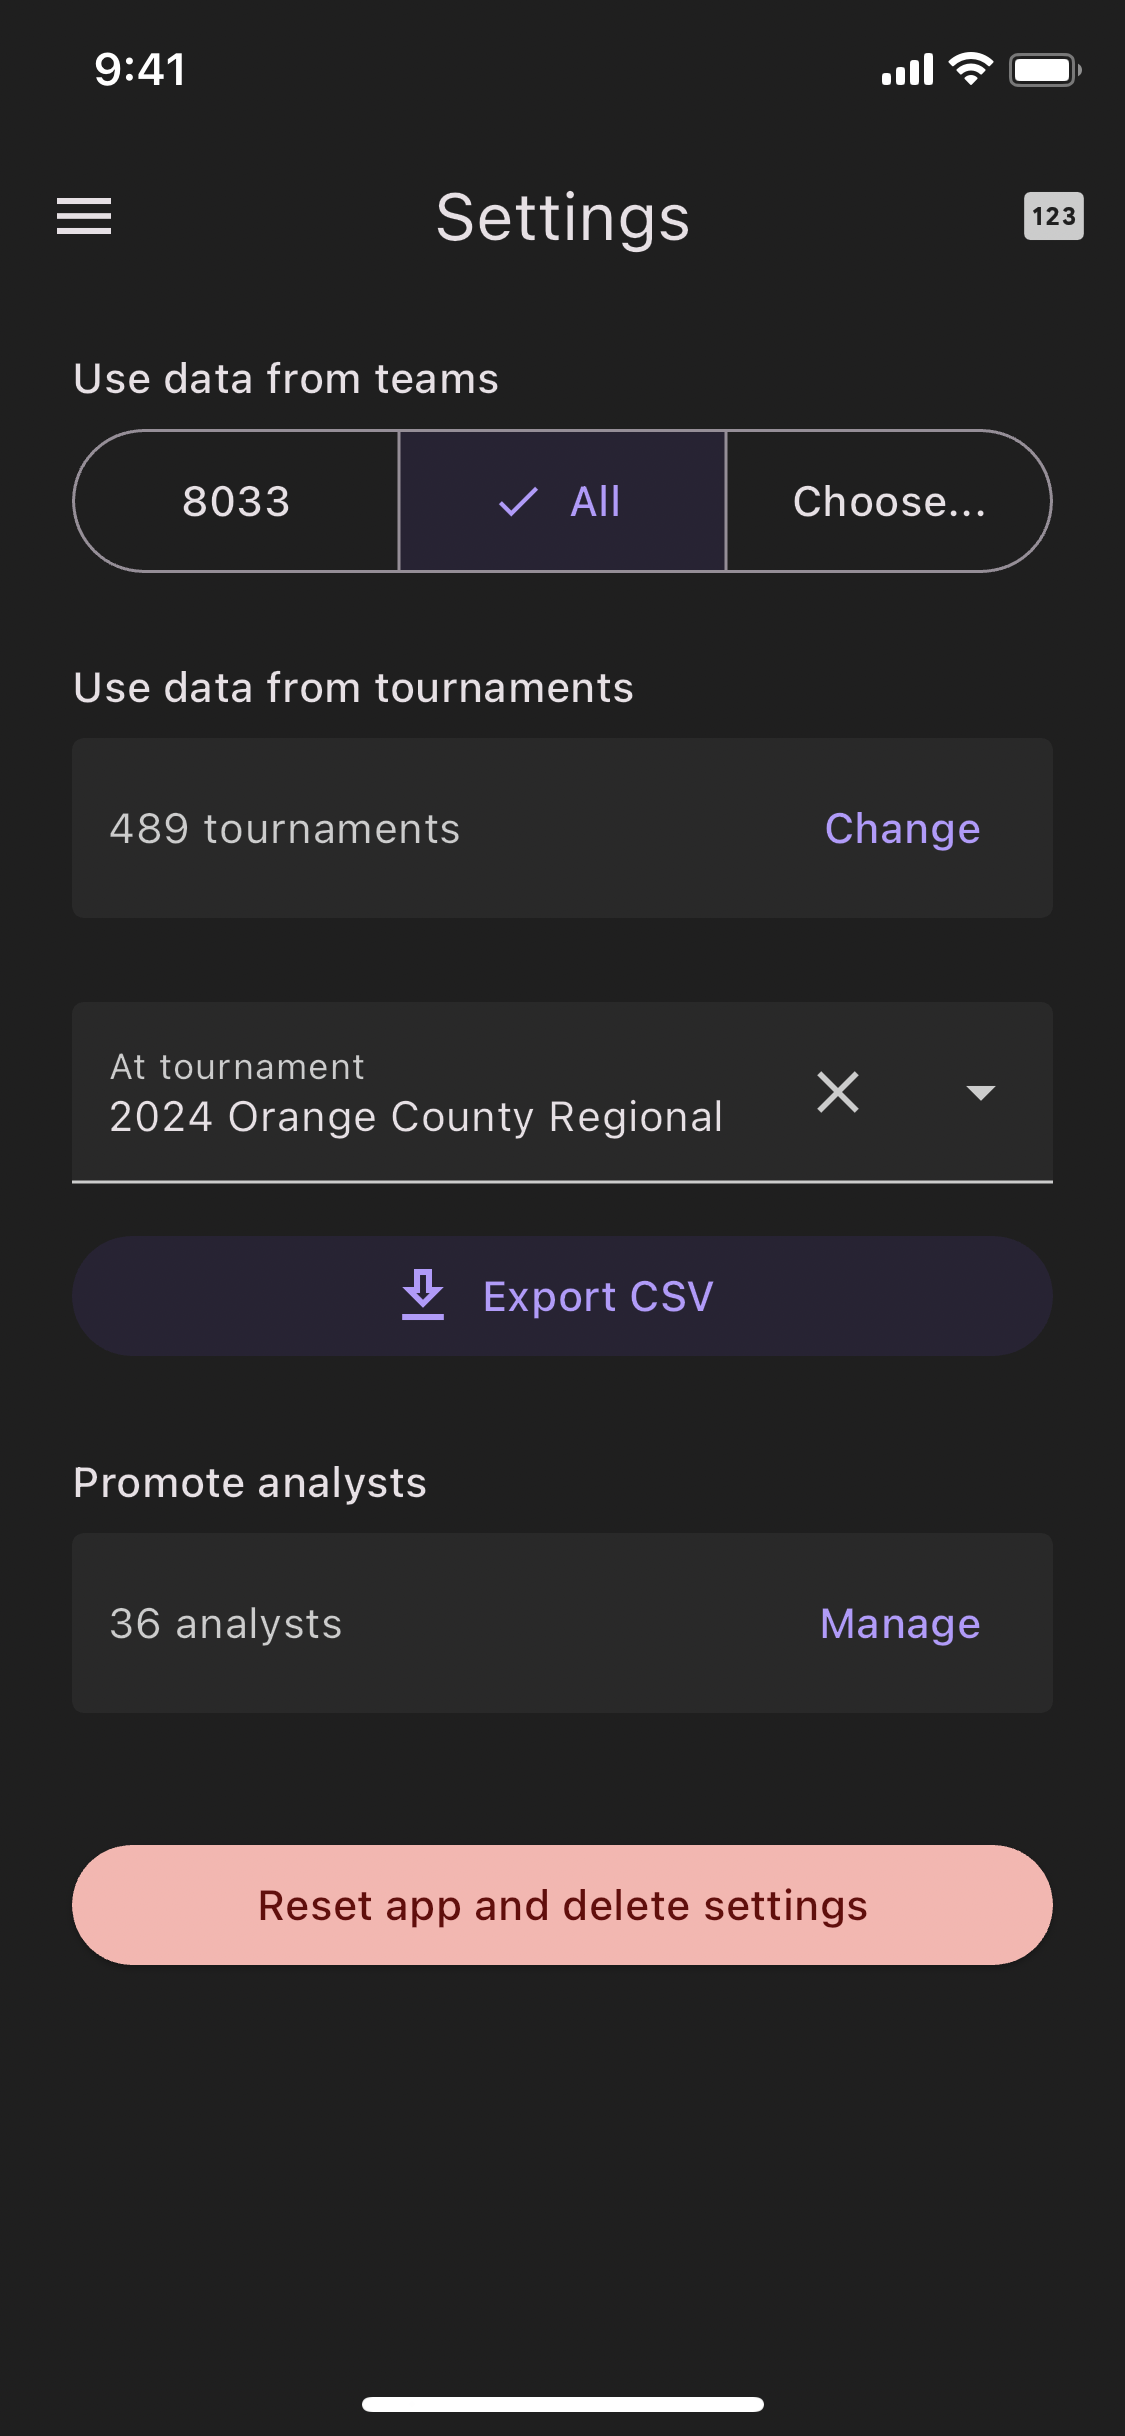 9:41
Settings
123
Use data from teams
8033
All
Choose...
Use data from tournaments
489 tournaments
Change
At tournament
2024 Orange County Regional
Export CSV
Promote analysts
36 analysts
Manage
Reset app and delete settings